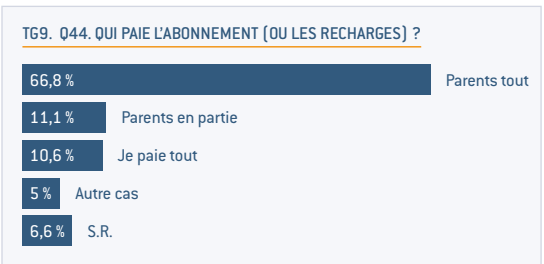 TG9. Q44. QUI PAIE L'ABONNEMENT (OU LES RECHARGES) ?
66,8 % Parents tout
11,1 % Parents en partie
10,6 % Je paie tout
5 % Autre cas
6,6 % S.R.